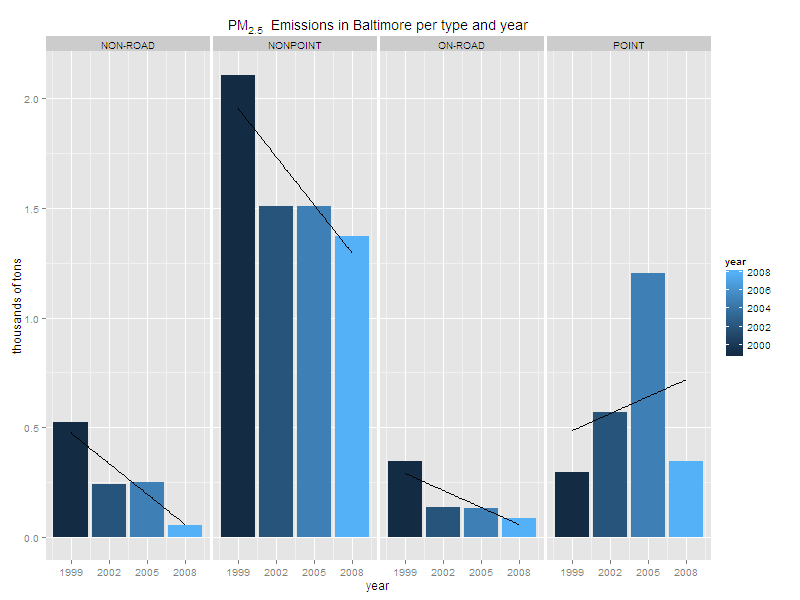 PM2.5 Emissions in Baltimore per type and year
NON-ROAD
NONPOINT
ON-ROAD
POINT
thousands of tons
2.0
1.5
1.0
0.5
0.0
1999 2002 2005 2008
1999 2002 2005 2008
1999 2002 2005 2008
1999 2002 2005 2008
year
year
2008
2006
2004
2002
2000